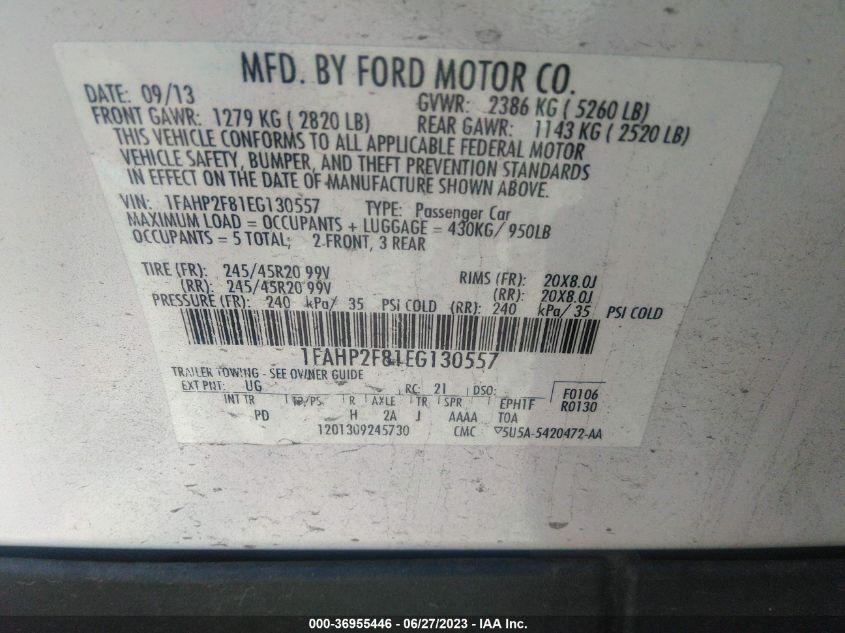 MFD. BY FORD MOTOR CO.
DATE: 09/13 GVWR: 2386 KG ( 5260 LB)
FRONT GAWR: 1279 KG ( 2820 LB) REAR GAWR: 1143 KG ( 2520 LB)
THIS VEHICLE CONFORMS TO ALL APPLICABLE FEDERAL MOTOR
VEHICLE SAFETY, BUMPER, AND THEFT PREVENTION STANDARDS
IN EFFECT ON THE DATE OF MANUFACTURE SHOWN ABOVE.
VIN: 1FAHP2F81EG130557 TYPE: Passenger Car
MAXIMUM LOAD = OCCUPANTS + LUGGAGE = 430KG/ 950LB
OCCUPANTS = 5 TOTAL; 2 FRONT, 3 REAR
TIRE (FR): 245/45R20 99V RIMS (FR): 20X8.0J
(RR): 245/45R20 99V (RR): 20X8.0J
PRESSURE (FR): 240 kPa/ 35 PSI COLD (RR): 240 kPa/ 35 PSI COLD
1FAHP2F81EG130557
TRAILER TOWING - SEE OWNER GUIDE
EXT PNT: UG RC: 21 DSO: F0106
INT TR TP/PS R AXLE TR SPR EPHTF R0130
PD H 2A J AAAA T0A
1201309245730 CMC ▽5U5A-5420472-AA
000-36955446 - 06/27/2023 - IAA Inc.